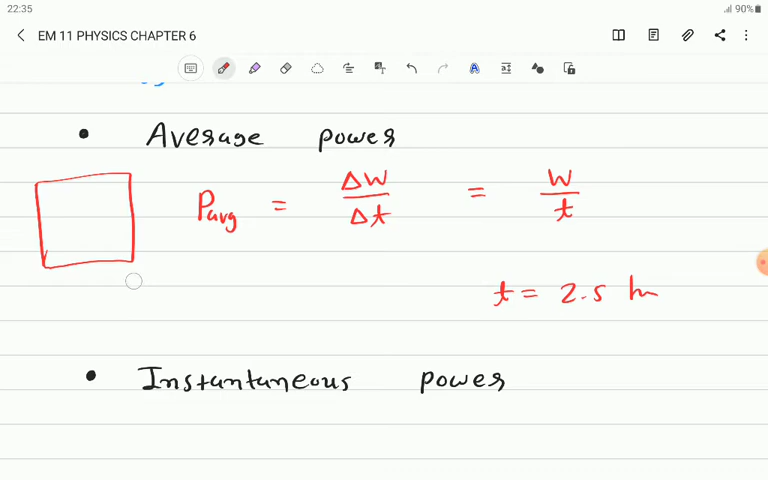 22:35
90%
EM 11 PHYSICS CHAPTER 6
• Average power
Pavg = ΔW/Δt = W/t
t = 2.5 hr
• Instantaneous power